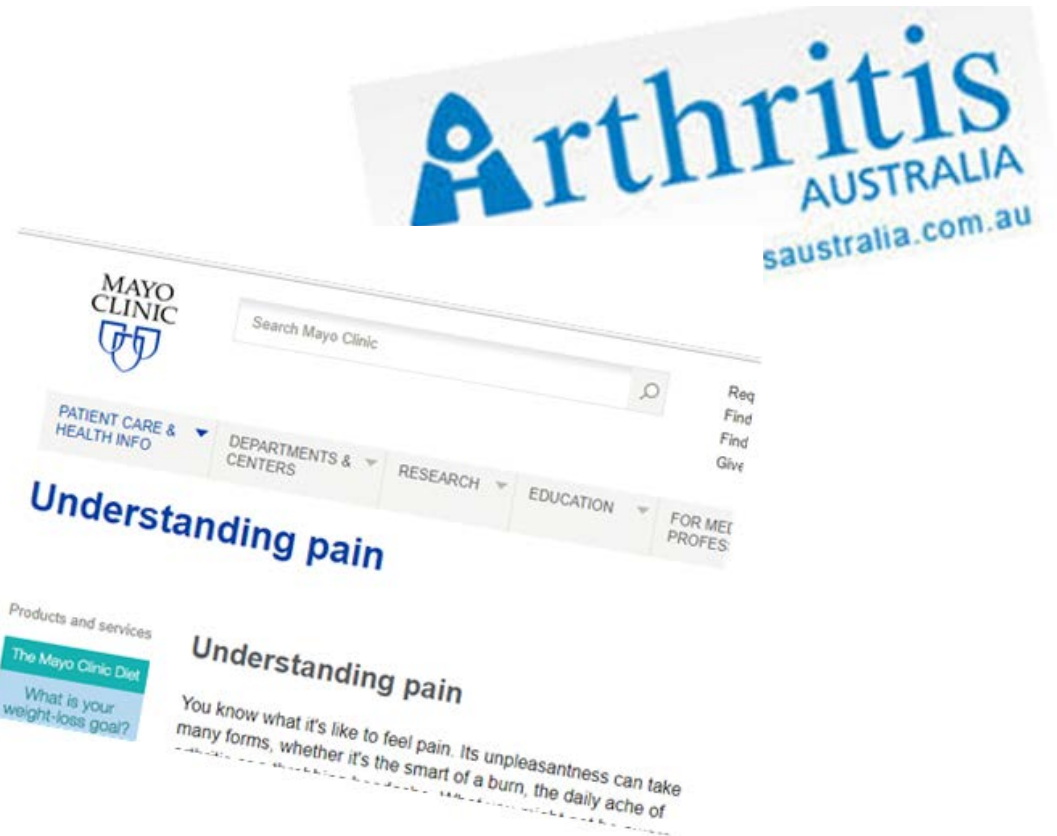 Arthritis
AUSTRALIA
saustralia.com.au
MAYO
CLINIC
Search Mayo Clinic
Req
Find
Find
Give
PATIENT CARE &
HEALTH INFO
DEPARTMENTS &
CENTERS
RESEARCH
EDUCATION
FOR MED
PROFES
Understanding pain
Products and services
The Mayo Clinic Diet
What is your
weight-loss goal?
Understanding pain
You know what it's like to feel pain. Its unpleasantness can take
many forms, whether it's the smart of a burn, the daily ache of